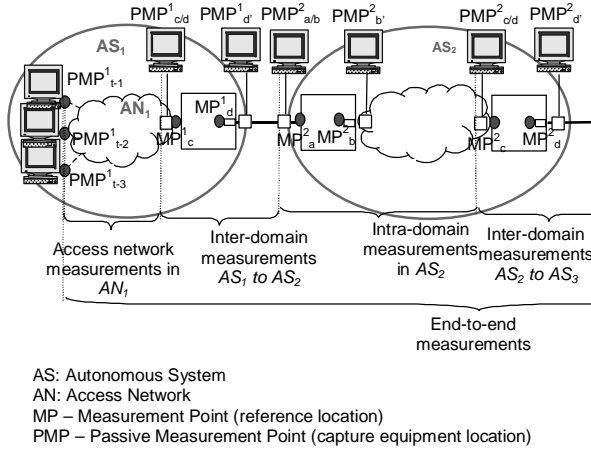 PMP¹c/d PMP¹d' PMP²a/b PMP²b' PMP²c/d PMP²d'
AS₁ AS₂
PMP¹t-1
AN₁
PMP¹t-2
PMP¹t-3
MP¹c MP¹d MP²a MP²b MP²c MP²d
Access network
measurements in
AN₁
Inter-domain
measurements
AS₁ to AS₂
Intra-domain
measurements
in AS₂
Inter-domain
measurements
AS₂ to AS₃
End-to-end
measurements
AS: Autonomous System
AN: Access Network
MP – Measurement Point (reference location)
PMP – Passive Measurement Point (capture equipment location)